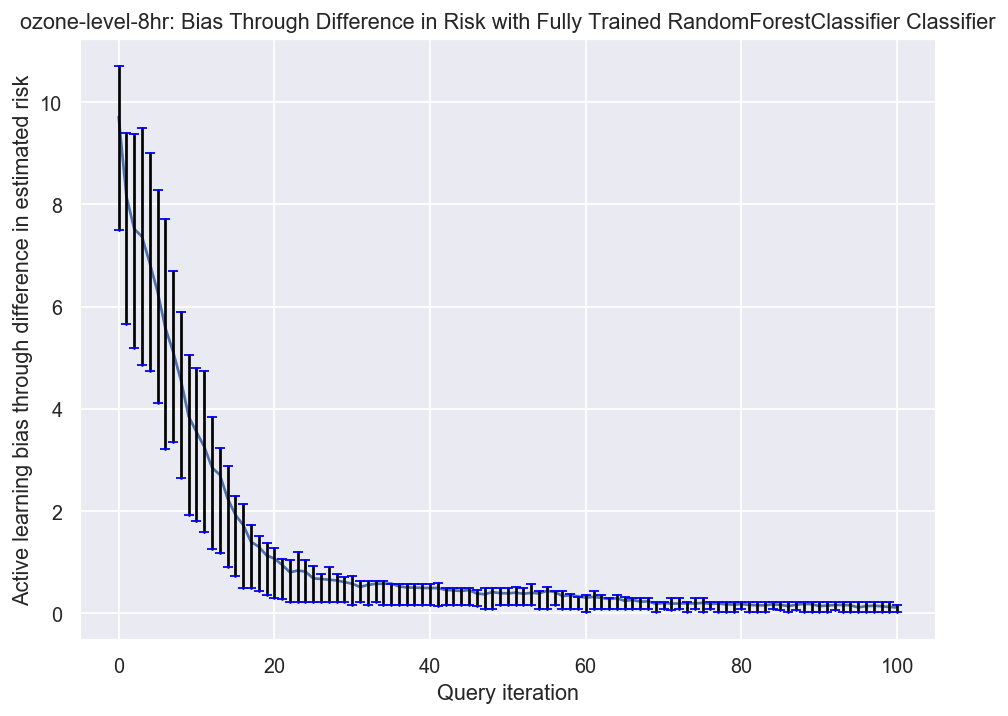 ozone-level-8hr: Bias Through Difference in Risk with Fully Trained RandomForestClassifier Classifier
Active learning bias through difference in estimated risk
10
8
6
4
2
0
0 20 40 60 80 100
Query iteration